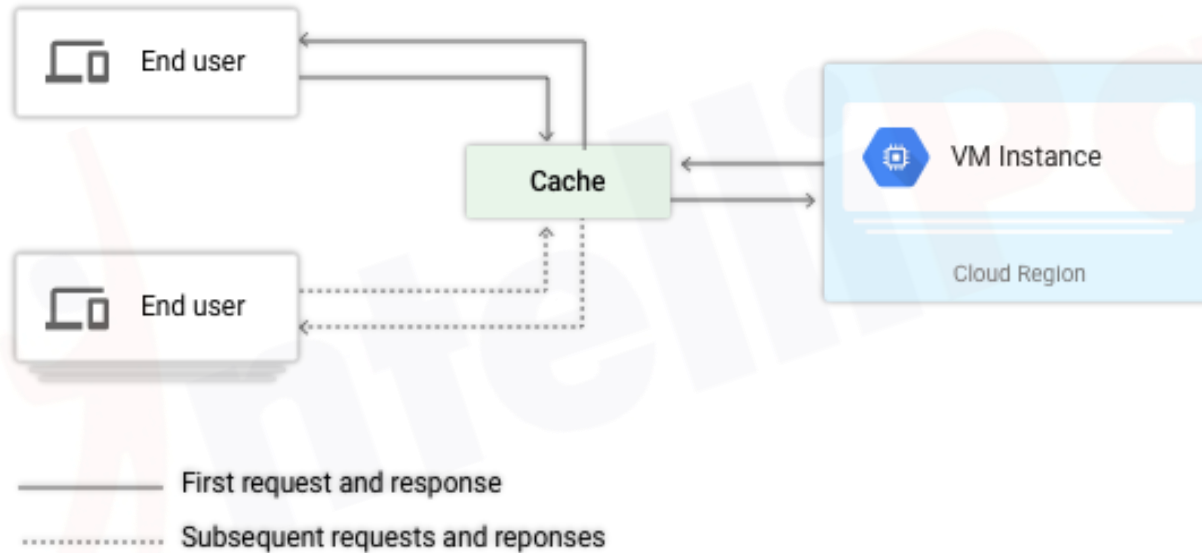 End user
Cache
VM Instance
Cloud Region
End user
First request and response
Subsequent requests and reponses